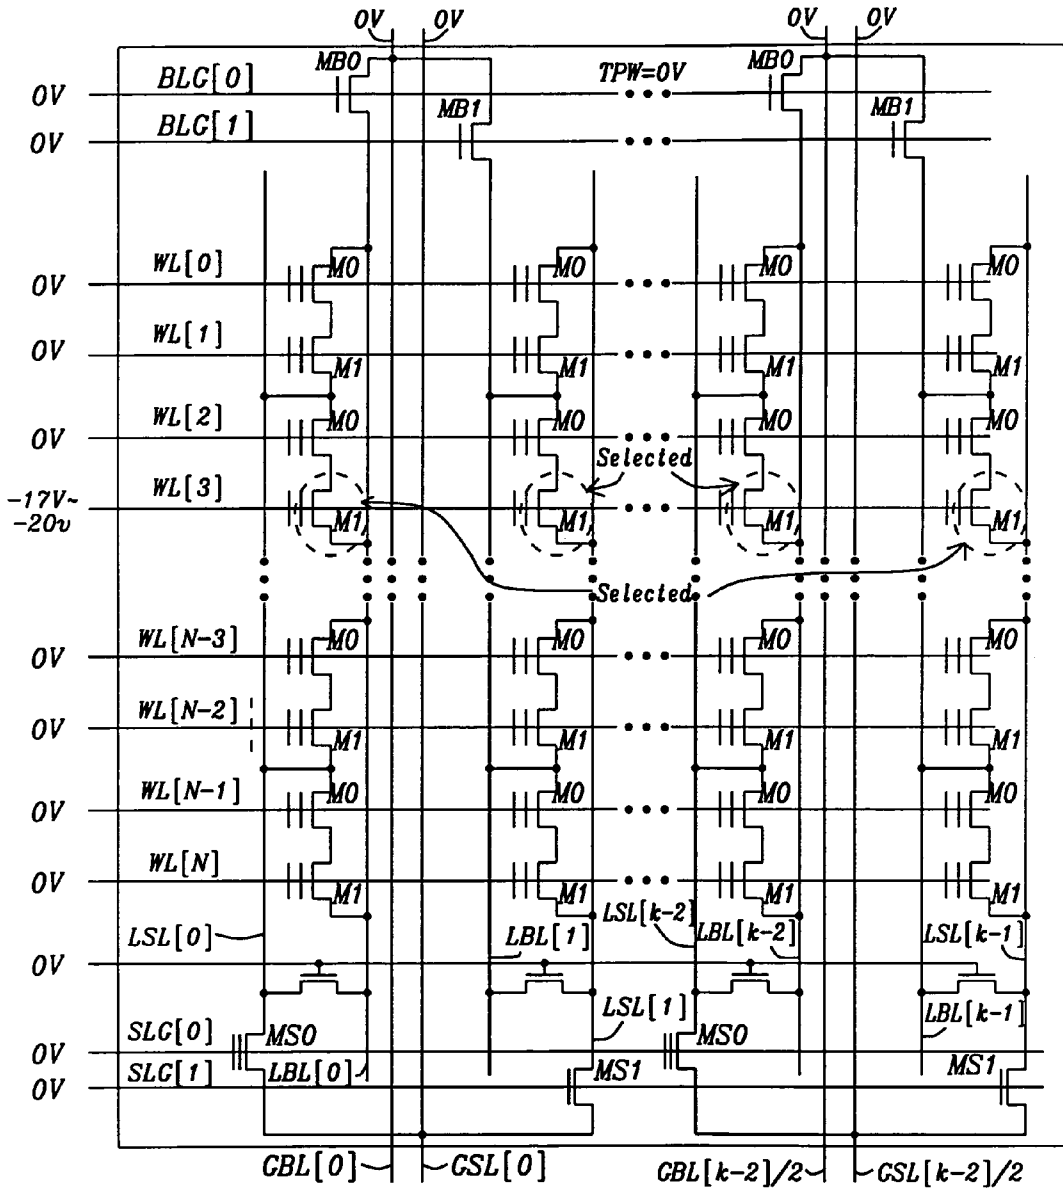 0V 0V 0V 0V
MB0 TPW=0V MB0
0V BLG[0]
MB1 MB1
0V BLG[1]
0V WL[0] M0 M0 M0 M0
0V WL[1] M1 M1 M1 M1
0V WL[2] M0 M0 M0 M0
Selected
-17V~
-20v WL[3] M1 M1 M1 M1
Selected
0V WL[N-3] M0 M0 M0 M0
0V WL[N-2] M1 M1 M1 M1
0V WL[N-1] M0 M0 M0 M0
0V WL[N] M1 M1 M1 M1
LSL[0] LBL[1] LSL[k-2] LBL[k-2] LSL[k-1]
0V
LSL[1] LBL[k-1]
0V SLG[0] MS0 MS0
0V SLG[1] LBL[0] MS1 MS1
GBL[0] GSL[0] GBL[k-2]/2 GSL[k-2]/2